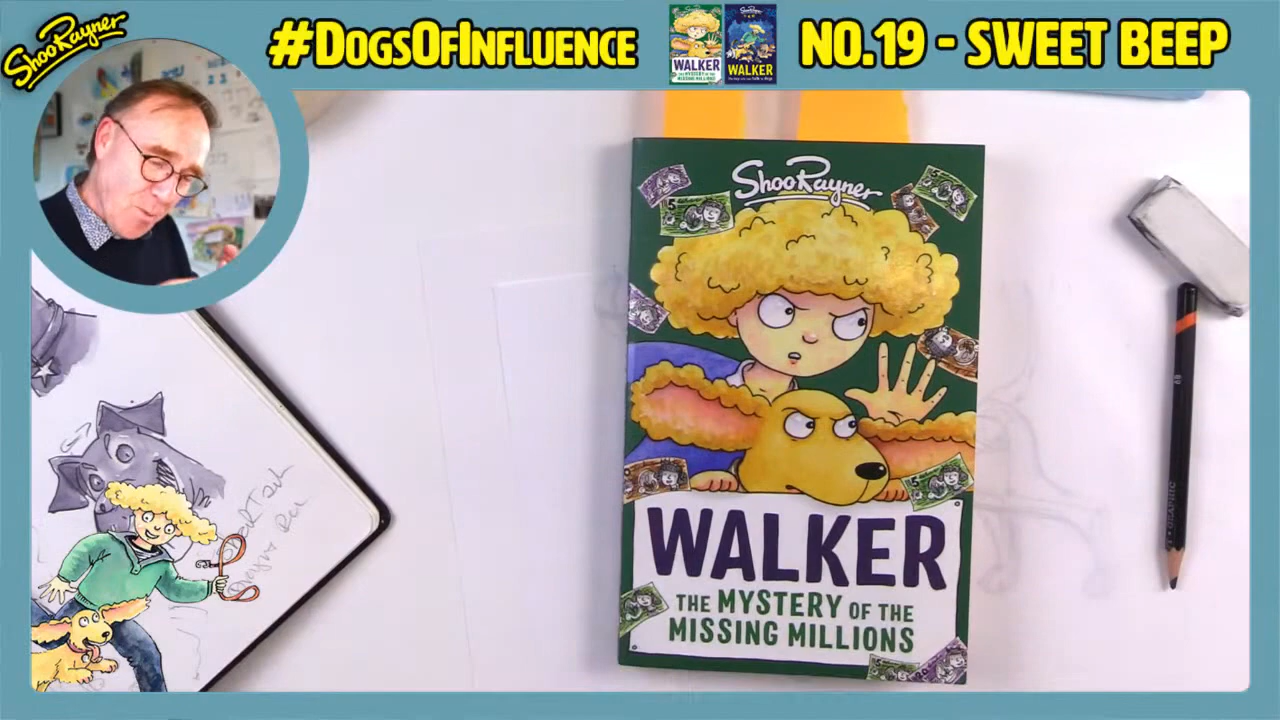 ShooRayner
#DOGSOFINFLUENCE
WALKER
THE MYSTERY OF THE
MISSING MILLIONS
WALKER
NO.19 - SWEET BEEP
ShooRayner
WALKER
THE MYSTERY OF THE
MISSING MILLIONS
GRAPHIC